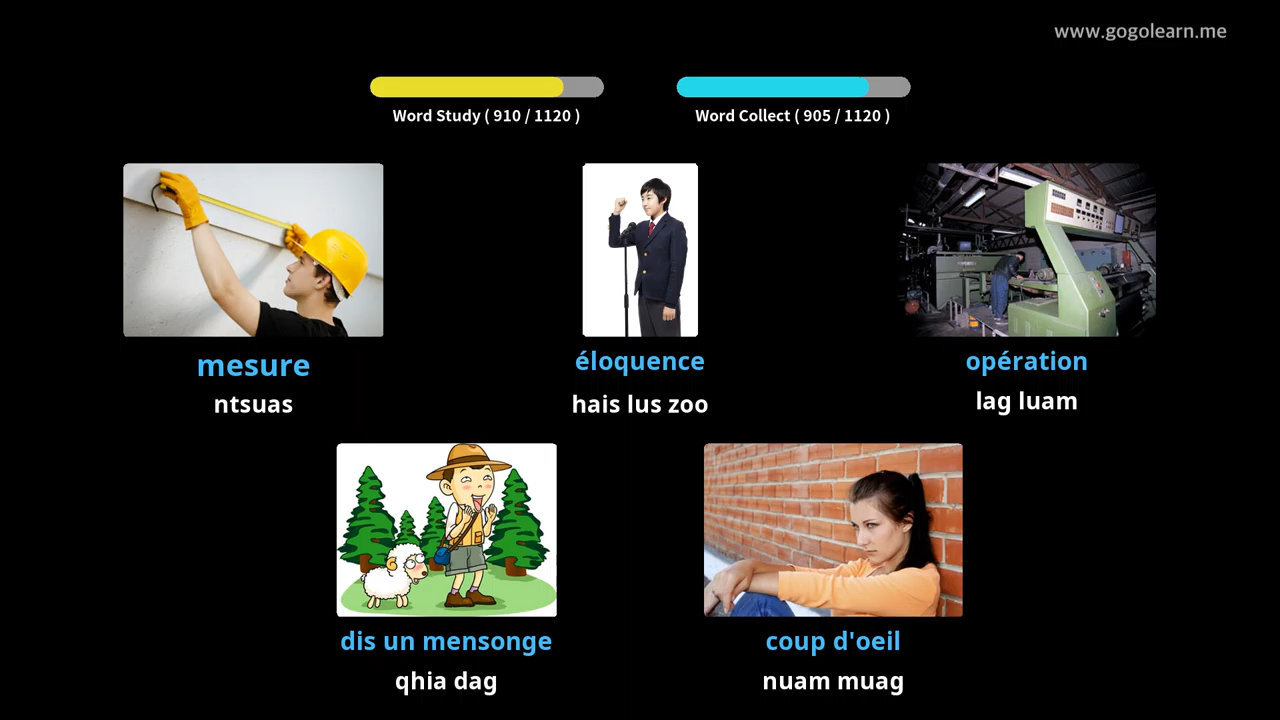 www.gogolearn.me
Word Study ( 910 / 1120 )
Word Collect ( 905 / 1120 )
mesure
ntsuas
éloquence
hais lus zoo
opération
lag luam
dis un mensonge
qhia dag
coup d'oeil
nuam muag